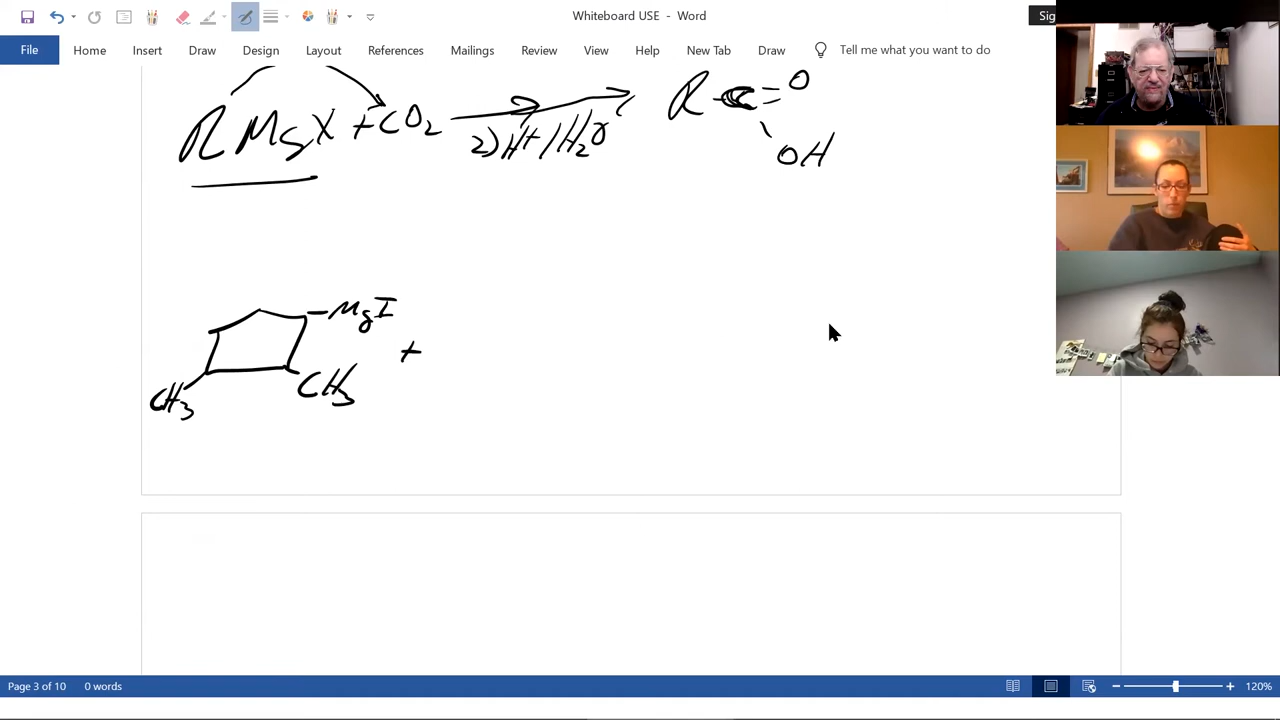 Whiteboard USE - Word
Sig
File Home Insert Draw Design Layout References Mailings Review View Help New Tab Draw Tell me what you want to do
RMgX + CO2 2) H+/H2O R-C=O
OH
-MgI
+
CH3 CH3
Page 3 of 10 0 words 120%